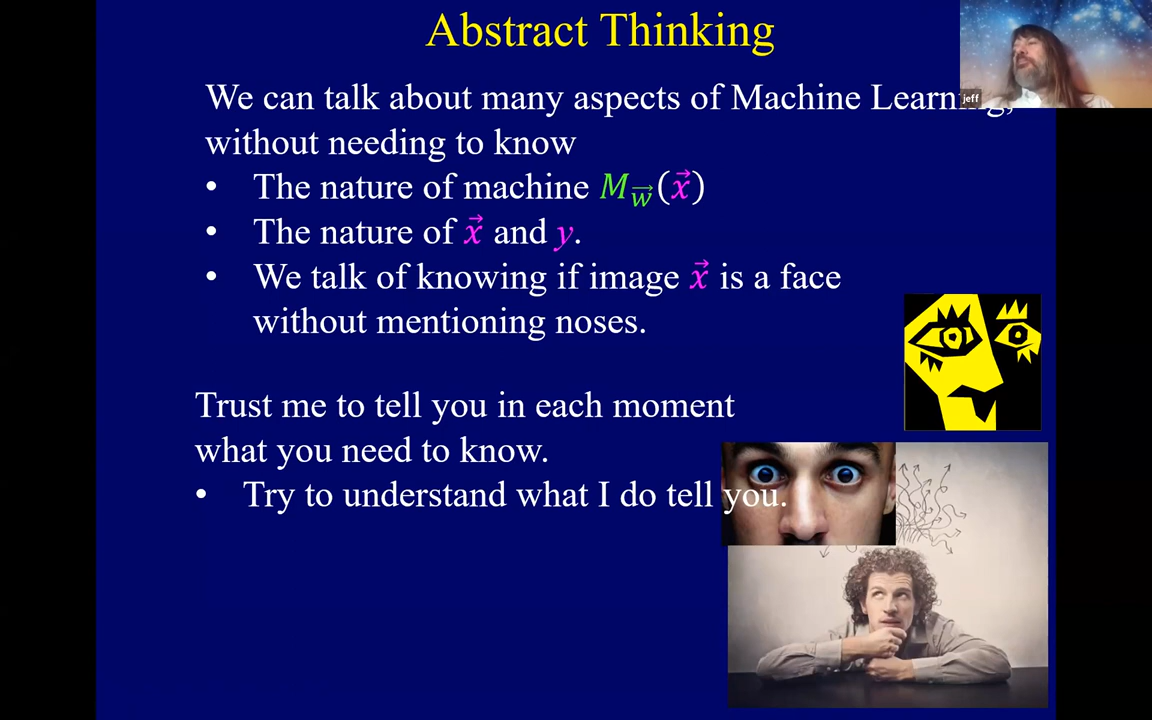 Abstract Thinking
We can talk about many aspects of Machine Learning,
without needing to know
• The nature of machine M_w⃗(x⃗)
• The nature of x⃗ and y.
• We talk of knowing if image x⃗ is a face
without mentioning noses.
Trust me to tell you in each moment
what you need to know.
• Try to understand what I do tell you.
jeff